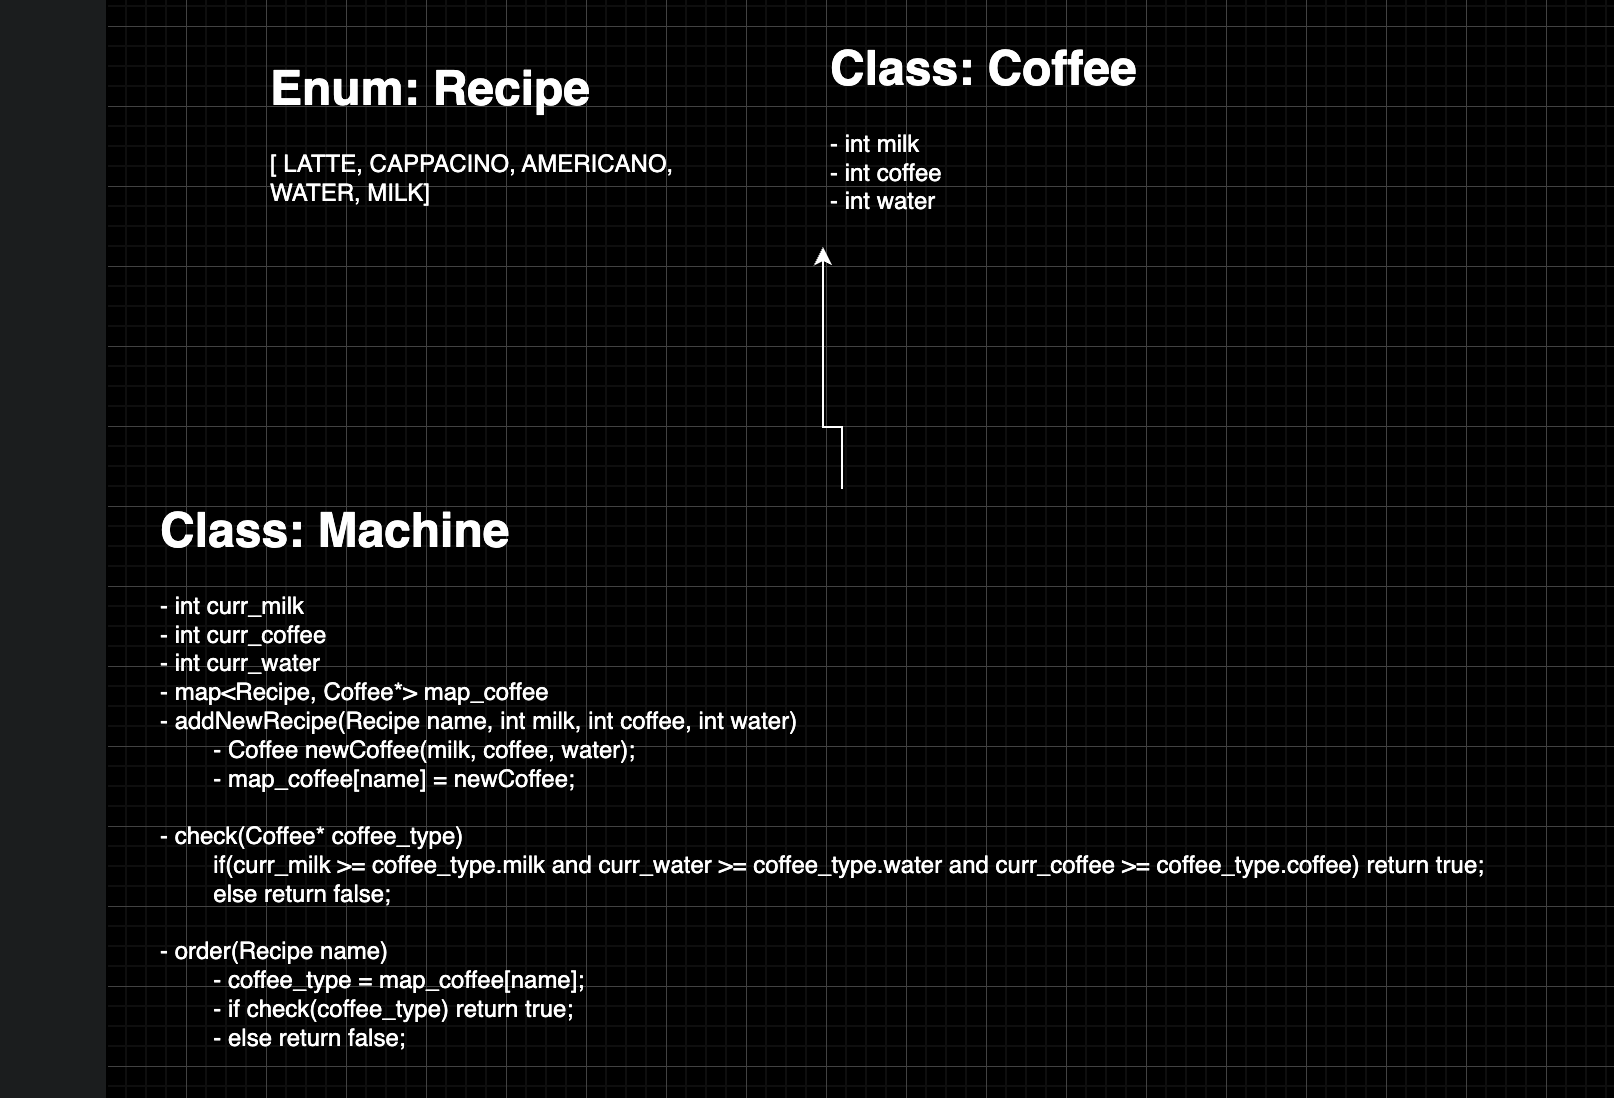 Enum: Recipe
[ LATTE, CAPPACINO, AMERICANO,
WATER, MILK]
Class: Coffee
- int milk
- int coffee
- int water
Class: Machine
- int curr_milk
- int curr_coffee
- int curr_water
- map<Recipe, Coffee*> map_coffee
- addNewRecipe(Recipe name, int milk, int coffee, int water)
- Coffee newCoffee(milk, coffee, water);
- map_coffee[name] = newCoffee;
- check(Coffee* coffee_type)
if(curr_milk >= coffee_type.milk and curr_water >= coffee_type.water and curr_coffee >= coffee_type.coffee) return true;
else return false;
- order(Recipe name)
- coffee_type = map_coffee[name];
- if check(coffee_type) return true;
- else return false;